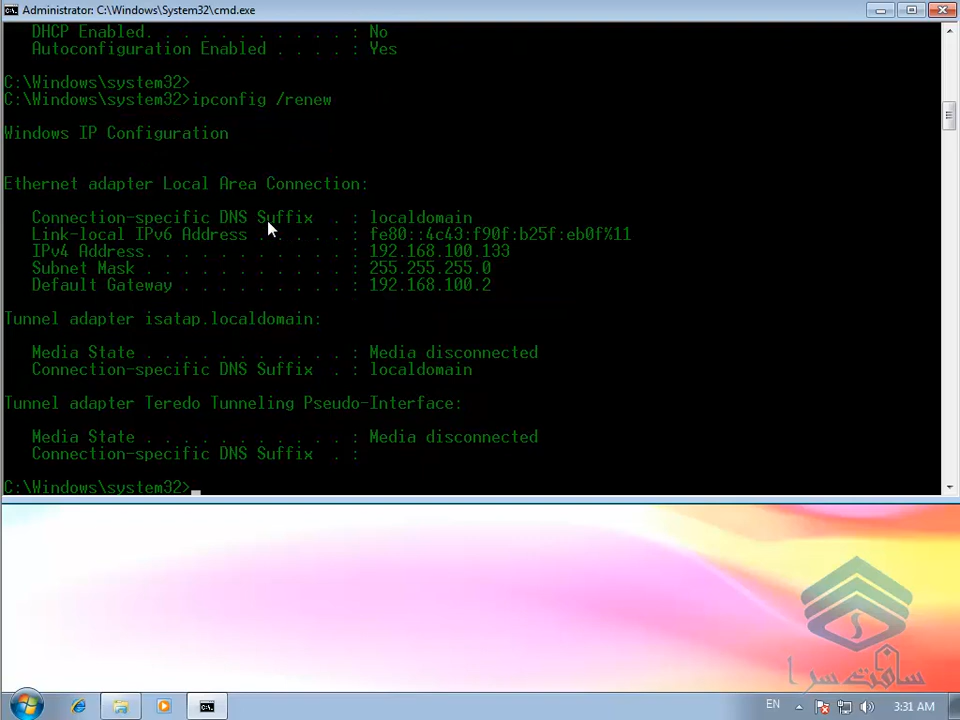 Administrator: C:\Windows\System32\cmd.exe
DHCP Enabled. . . . . . . . . . . : No
Autoconfiguration Enabled . . . . : Yes
C:\Windows\system32>
C:\Windows\system32>ipconfig /renew
Windows IP Configuration
Ethernet adapter Local Area Connection:
Connection-specific DNS Suffix  . : localdomain
Link-local IPv6 Address . . . . . : fe80::4c43:f90f:b25f:eb0f%11
IPv4 Address. . . . . . . . . . . : 192.168.100.133
Subnet Mask . . . . . . . . . . . : 255.255.255.0
Default Gateway . . . . . . . . . : 192.168.100.2
Tunnel adapter isatap.localdomain:
Media State . . . . . . . . . . . : Media disconnected
Connection-specific DNS Suffix  . : localdomain
Tunnel adapter Teredo Tunneling Pseudo-Interface:
Media State . . . . . . . . . . . : Media disconnected
Connection-specific DNS Suffix  . :
C:\Windows\system32>
سافت سرا
EN
3:31 AM